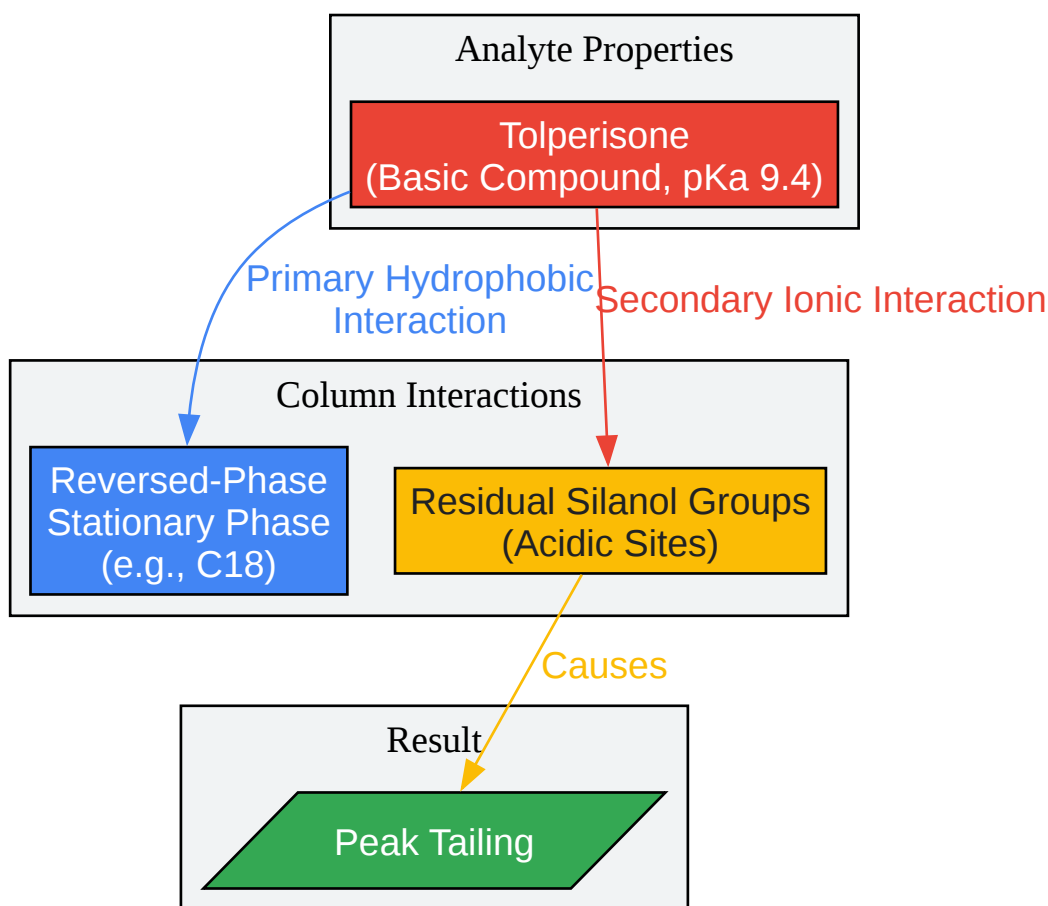 Analyte Properties
Tolperisone
(Basic Compound, pKa 9.4)
Primary Hydrophobic
Interaction
Secondary Ionic Interaction
Column Interactions
Reversed-Phase
Stationary Phase
(e.g., C18)
Residual Silanol Groups
(Acidic Sites)
Causes
Result
Peak Tailing